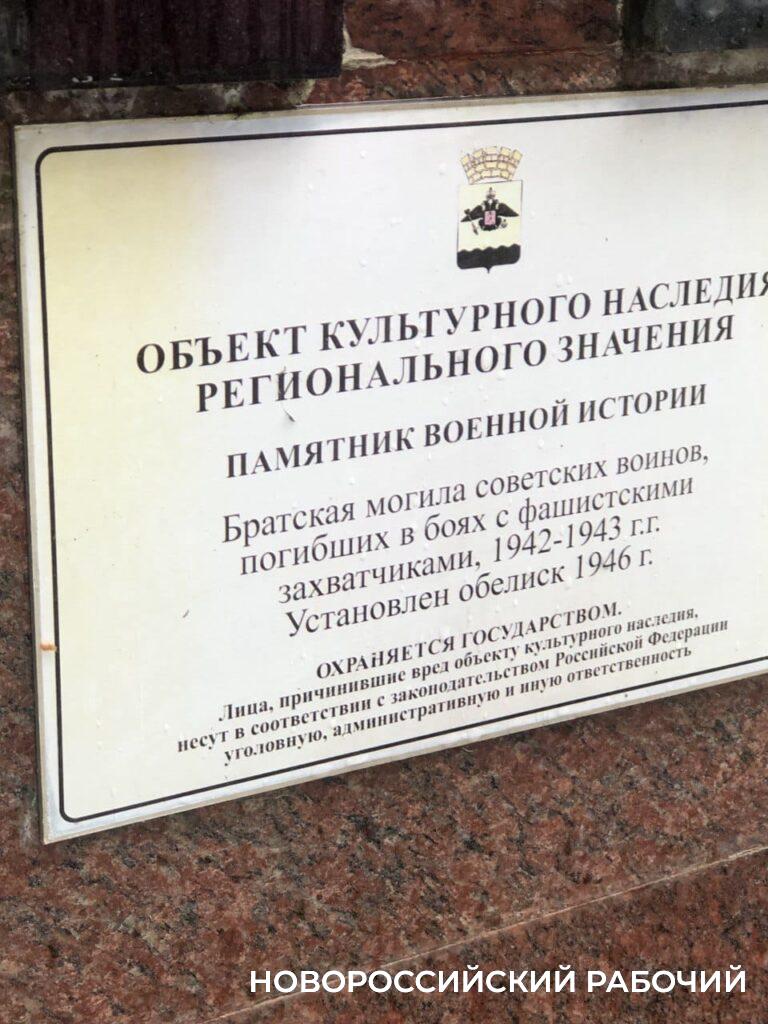 ОБЪЕКТ КУЛЬТУРНОГО НАСЛЕДИЯ
РЕГИОНАЛЬНОГО ЗНАЧЕНИЯ
ПАМЯТНИК ВОЕННОЙ ИСТОРИИ
Братская могила советских воинов,
погибших в боях с фашистскими
захватчиками, 1942-1943 г.г.
Установлен обелиск 1946 г.
ОХРАНЯЕТСЯ ГОСУДАРСТВОМ.
Лица, причинившие вред объекту культурного наследия,
несут в соответствии с законодательством Российской Федерации
уголовную, административную и иную ответственность
НОВОРОССИЙСКИЙ РАБОЧИЙ